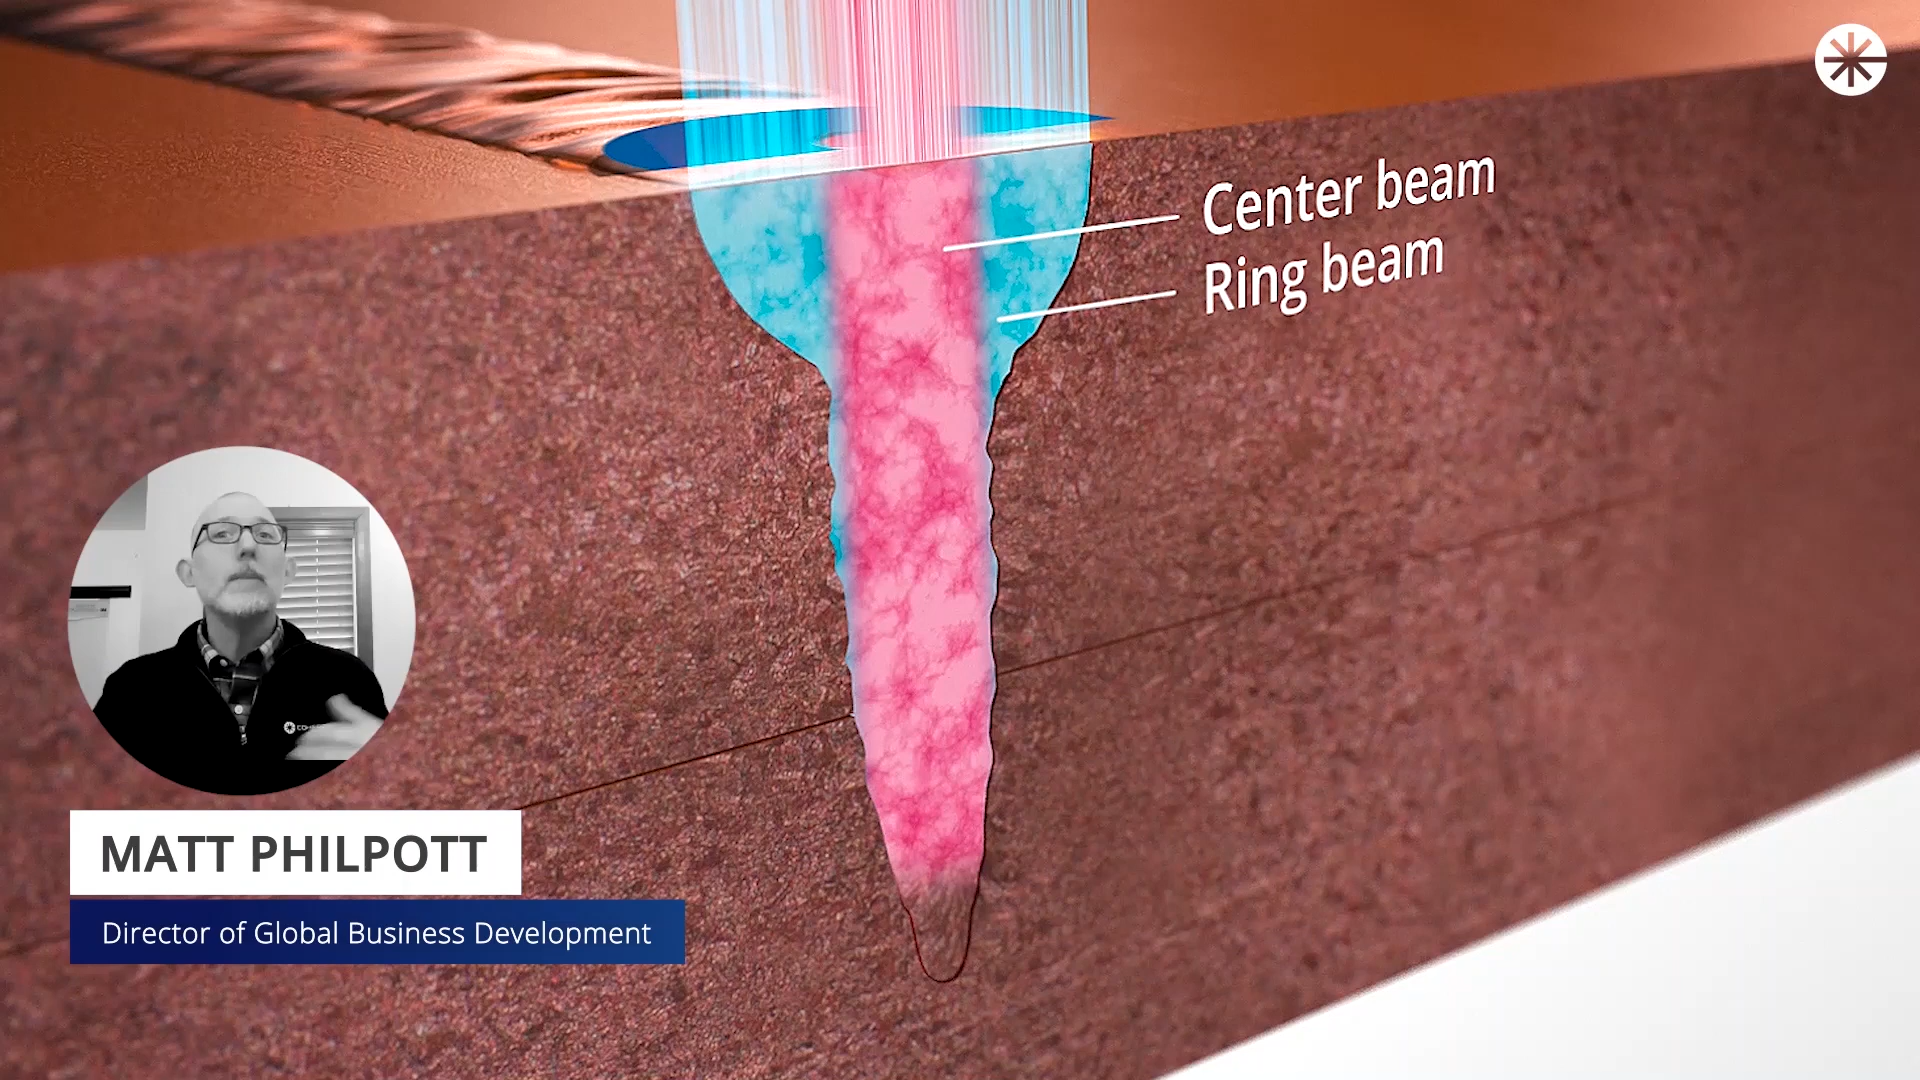 Center beam
Ring beam
MATT PHILPOTT
Director of Global Business Development